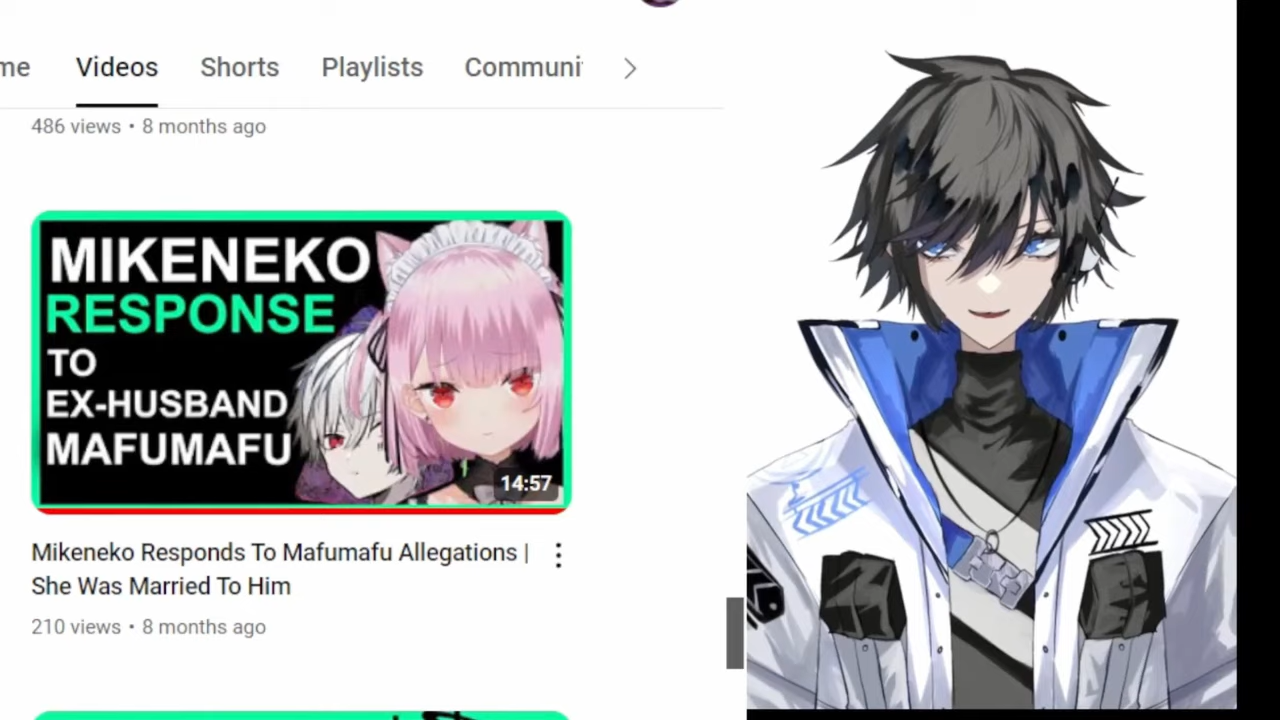 me Videos Shorts Playlists Communi
486 views • 8 months ago
MIKENEKO
RESPONSE
TO
EX-HUSBAND
MAFUMAFU
14:57
Mikeneko Responds To Mafumafu Allegations |
She Was Married To Him
210 views • 8 months ago